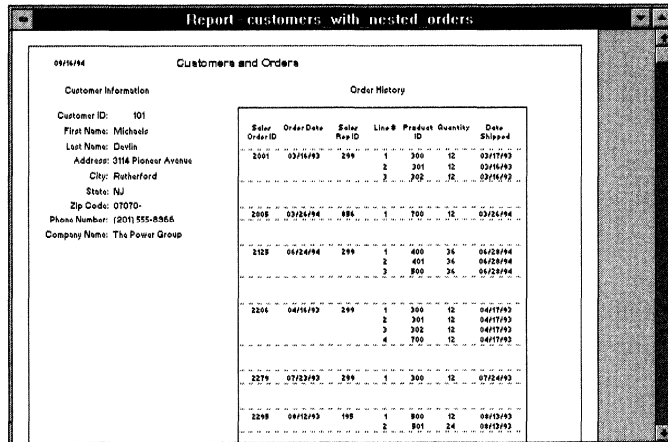 Report - customers_with_nested_orders
09/16/94 Customers and Orders
Customer Information
Customer ID: 101
First Name: Michaels
Last Name: Devlin
Address: 3114 Pioneer Avenue
City: Rutherford
State: NJ
Zip Code: 07070-
Phone Number: (201) 555-8966
Company Name: The Power Group
Order History
Sales Order ID Order Date Sales Rep ID Line # Product ID Quantity Date Shipped
2001 03/16/93 299 1 300 12 03/17/93
2 301 12 03/16/93
3 302 12 03/16/93
2005 03/26/94 856 1 700 12 03/26/94
2125 06/24/94 299 1 400 36 06/28/94
2 401 36 06/28/94
3 500 36 06/28/94
2206 04/16/93 299 1 300 12 04/17/93
2 301 12 04/17/93
3 302 12 04/17/93
4 700 12 04/17/93
2279 07/23/93 299 1 300 12 07/24/93
2295 08/12/93 195 1 500 12 08/13/93
2 501 24 08/13/93